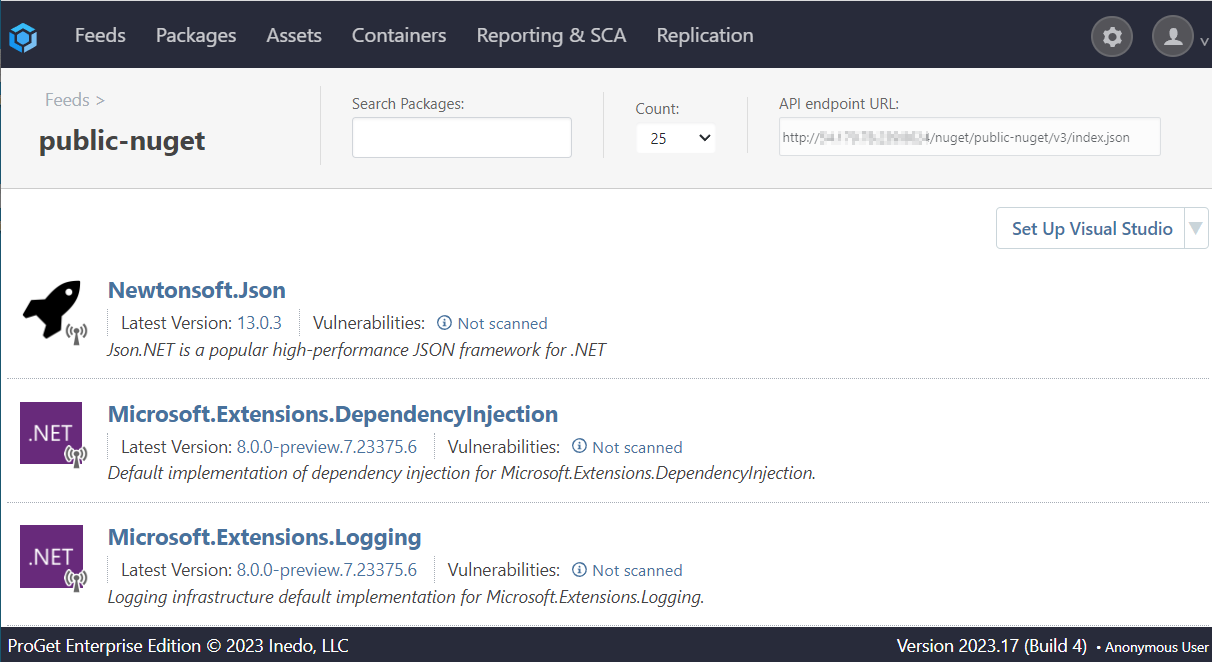 Feeds Packages Assets Containers Reporting & SCA Replication
Feeds >
public-nuget
Search Packages:
Count:
25
API endpoint URL:
http:// /nuget/public-nuget/v3/index.json
Set Up Visual Studio
Newtonsoft.Json
Latest Version: 13.0.3 Vulnerabilities: Not scanned
Json.NET is a popular high-performance JSON framework for .NET
.NET
Microsoft.Extensions.DependencyInjection
Latest Version: 8.0.0-preview.7.23375.6 Vulnerabilities: Not scanned
Default implementation of dependency injection for Microsoft.Extensions.DependencyInjection.
.NET
Microsoft.Extensions.Logging
Latest Version: 8.0.0-preview.7.23375.6 Vulnerabilities: Not scanned
Logging infrastructure default implementation for Microsoft.Extensions.Logging.
ProGet Enterprise Edition © 2023 Inedo, LLC
Version 2023.17 (Build 4) • Anonymous User